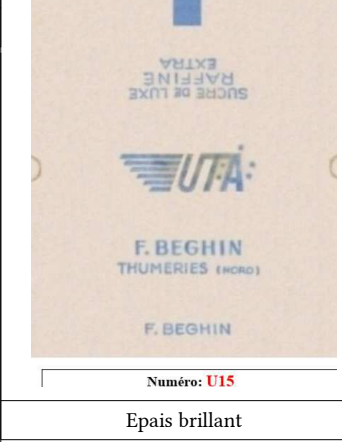 SUCRE DE LUXE
RAFFINE
EXTRA
UTA
F. BEGHIN
THUMERIES (NORD)
F. BEGHIN
Numéro: U15
Epais brillant